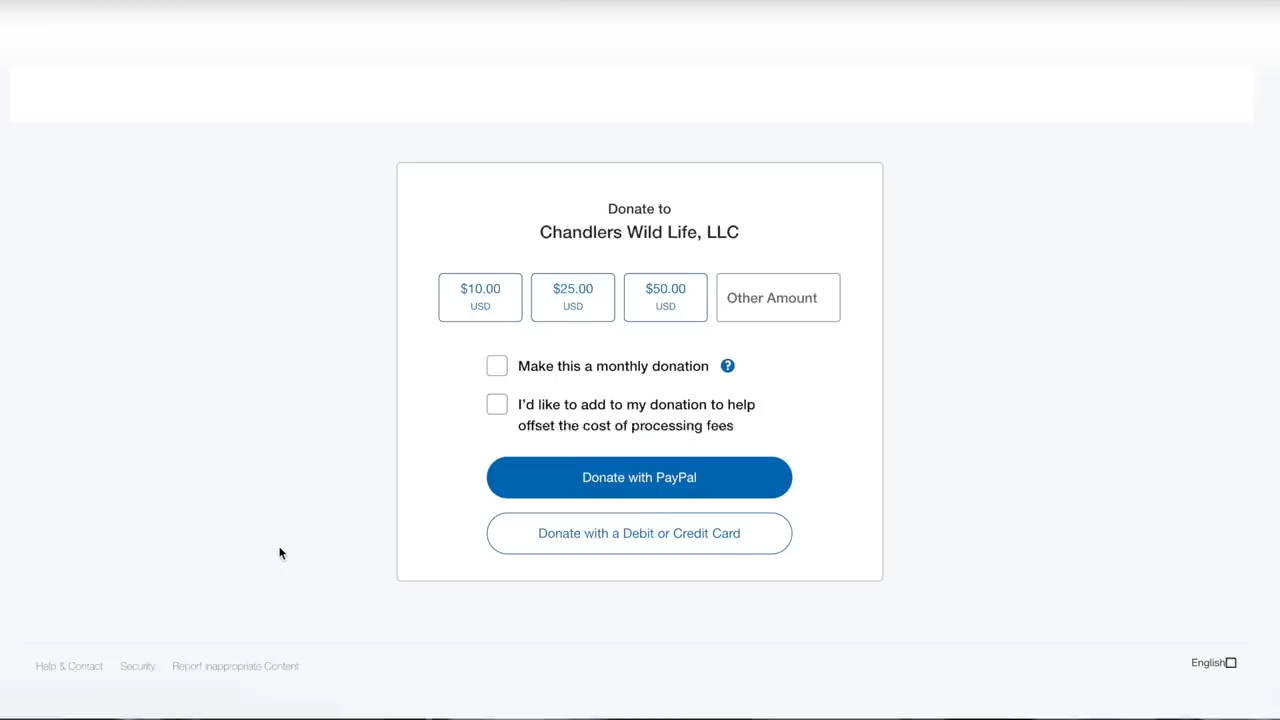 Donate to
Chandlers Wild Life, LLC
$10.00
USD
$25.00
USD
$50.00
USD
Other Amount
Make this a monthly donation ?
I'd like to add to my donation to help
offset the cost of processing fees
Donate with PayPal
Donate with a Debit or Credit Card
Help & Contact Security Report Inappropriate Content
English